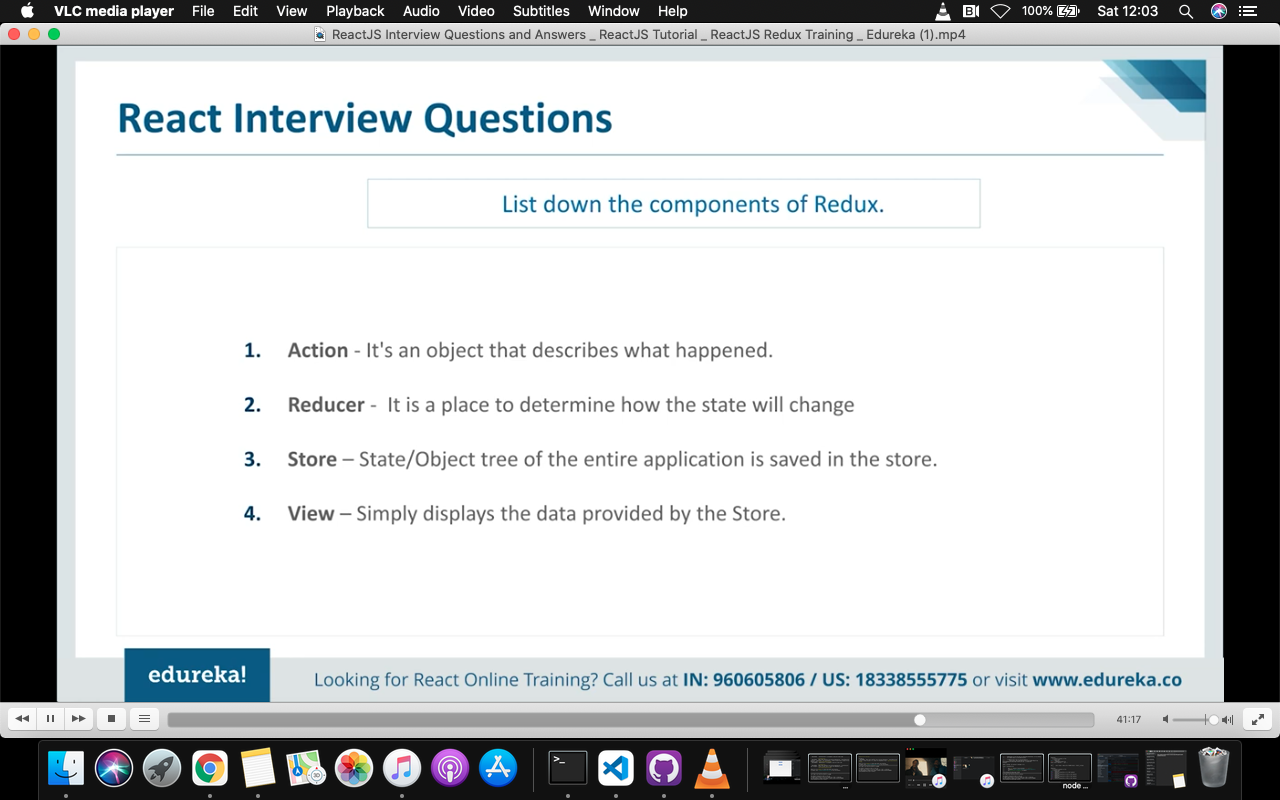 VLC media player File Edit View Playback Audio Video Subtitles Window Help 100% Sat 12:03
ReactJS Interview Questions and Answers _ ReactJS Tutorial _ ReactJS Redux Training _ Edureka (1).mp4
React Interview Questions
List down the components of Redux.
1. Action - It's an object that describes what happened.
2. Reducer - It is a place to determine how the state will change
3. Store – State/Object tree of the entire application is saved in the store.
4. View – Simply displays the data provided by the Store.
edureka!
Looking for React Online Training? Call us at IN: 960605806 / US: 18338555775 or visit www.edureka.co
41:17
>_
3D
node ...